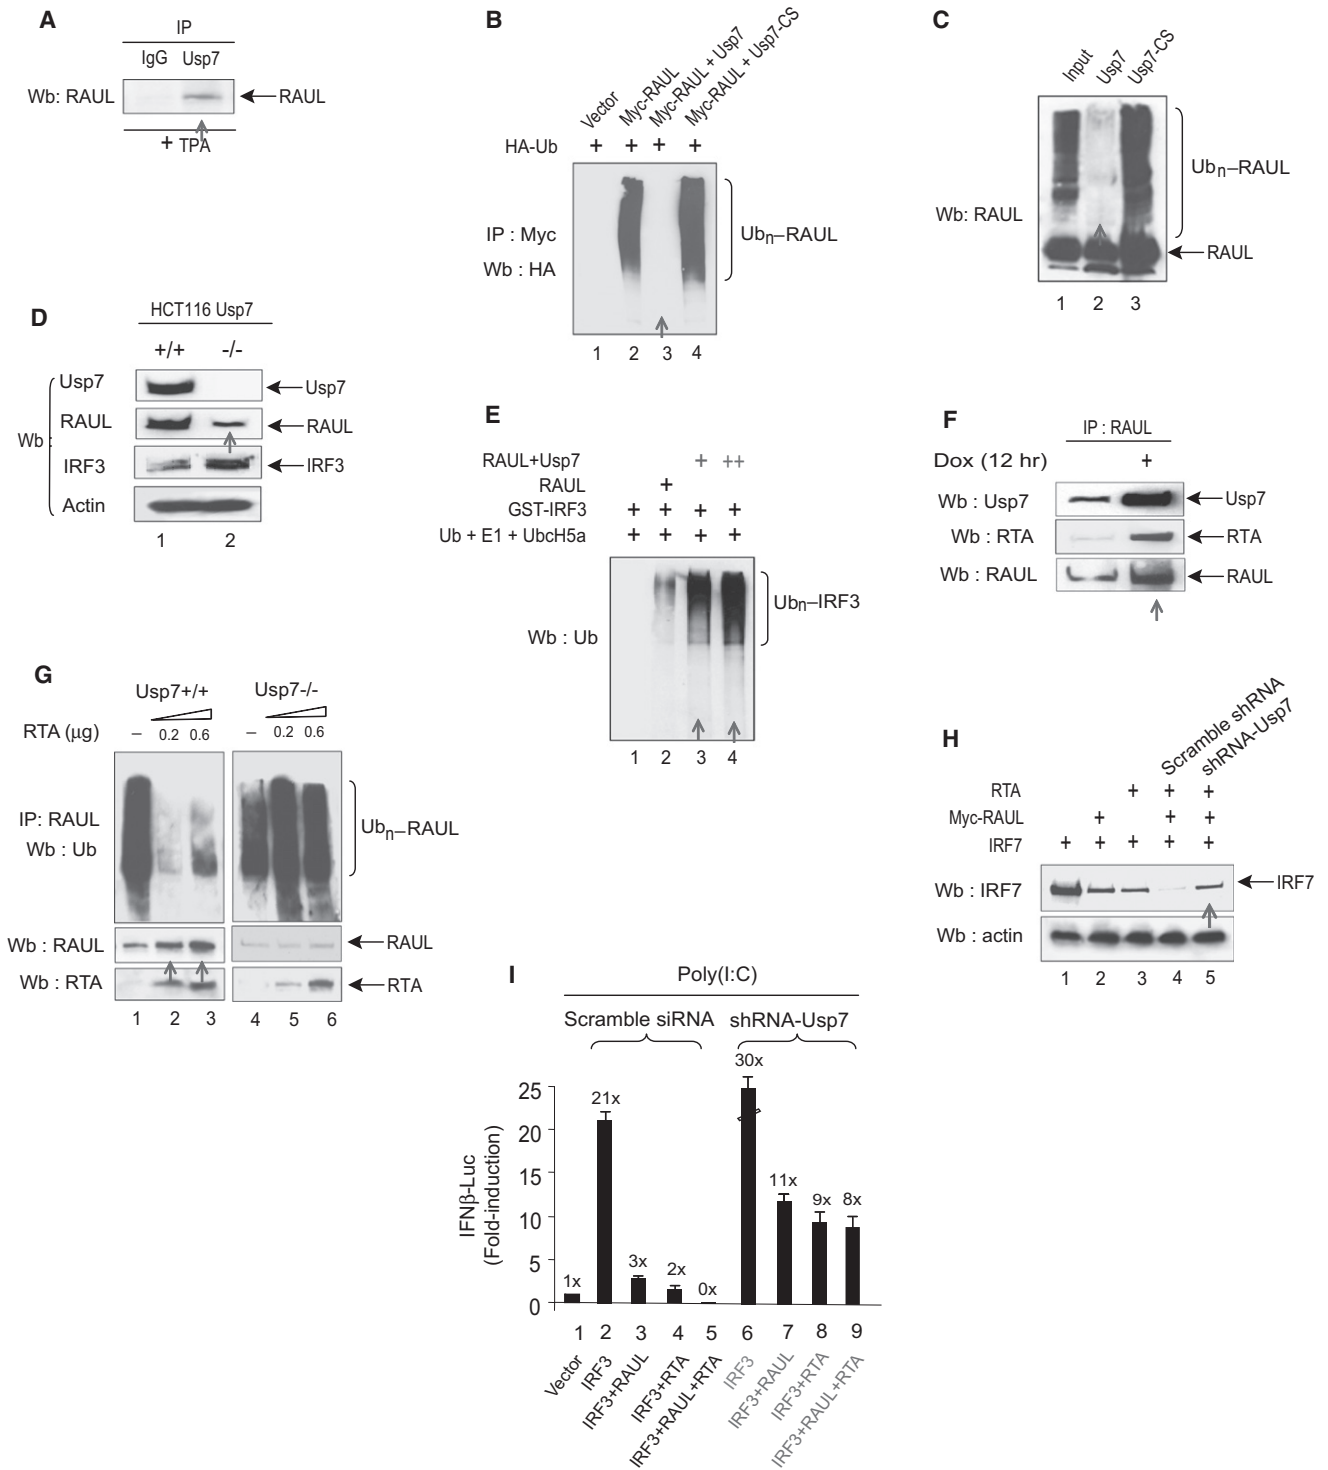 A
IP
IgG Usp7
Wb: RAUL
RAUL
+ TPA
B
Vector
Myc-RAUL
Myc-RAUL + Usp7
Myc-RAUL + Usp7-CS
HA-Ub + + + +
IP : Myc
Wb : HA
Ubn–RAUL
1 2 3 4
C
Input
Usp7
Usp7-CS
Wb: RAUL
Ubn–RAUL
RAUL
1 2 3
D
HCT116 Usp7
+/+ -/-
Wb :
Usp7
Usp7
RAUL
RAUL
IRF3
IRF3
Actin
1 2
E
RAUL+Usp7 + ++
RAUL +
GST-IRF3 + + + +
Ub + E1 + UbcH5a + + + +
Wb : Ub
Ubn–IRF3
1 2 3 4
F
IP : RAUL
Dox (12 hr) +
Wb : Usp7
Usp7
Wb : RTA
RTA
Wb : RAUL
RAUL
G
Usp7+/+ Usp7-/-
RTA (µg) – 0.2 0.6 – 0.2 0.6
IP: RAUL
Wb : Ub
Ubn–RAUL
Wb : RAUL
RAUL
Wb : RTA
RTA
1 2 3 4 5 6
H
Scramble shRNA
shRNA-Usp7
RTA + + +
Myc-RAUL + + +
IRF7 + + + + +
Wb : IRF7
IRF7
Wb : actin
1 2 3 4 5
I
Poly(I:C)
Scramble siRNA shRNA-Usp7
IFNβ-Luc
(Fold-induction)
25
20
15
10
5
0
1x
21x
3x
2x
0x
30x
11x
9x
8x
1 2 3 4 5 6 7 8 9
Vector
IRF3
IRF3+RAUL
IRF3+RTA
IRF3+RAUL+RTA
IRF3
IRF3+RAUL
IRF3+RTA
IRF3+RAUL+RTA